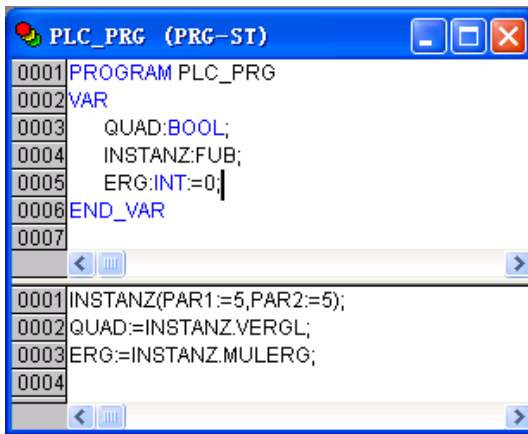 PLC_PRG (PRG-ST)
0001 PROGRAM PLC_PRG
0002 VAR
0003 QUAD:BOOL;
0004 INSTANZ:FUB;
0005 ERG:INT:=0;
0006 END_VAR
0007
0001 INSTANZ(PAR1:=5,PAR2:=5);
0002 QUAD:=INSTANZ.VERGL;
0003 ERG:=INSTANZ.MULERG;
0004